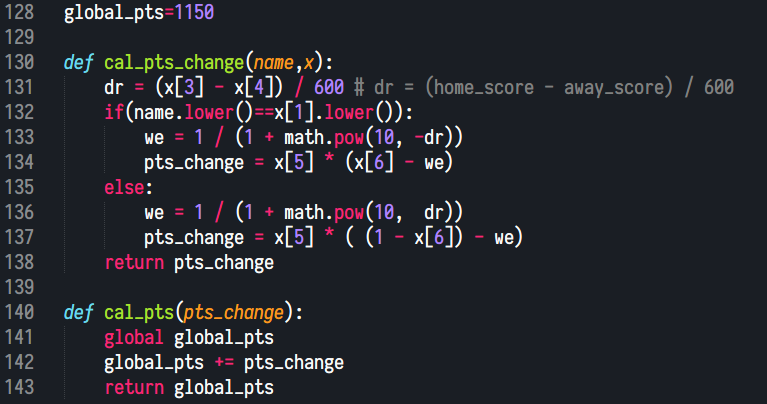 128 global_pts=1150
129
130 def cal_pts_change(name,x):
131     dr = (x[3] - x[4]) / 600 # dr = (home_score - away_score) / 600
132     if(name.lower()==x[1].lower()):
133         we = 1 / (1 + math.pow(10, -dr))
134         pts_change = x[5] * (x[6] - we)
135     else:
136         we = 1 / (1 + math.pow(10,  dr))
137         pts_change = x[5] * ( (1 - x[6]) - we)
138     return pts_change
139
140 def cal_pts(pts_change):
141     global global_pts
142     global_pts += pts_change
143     return global_pts